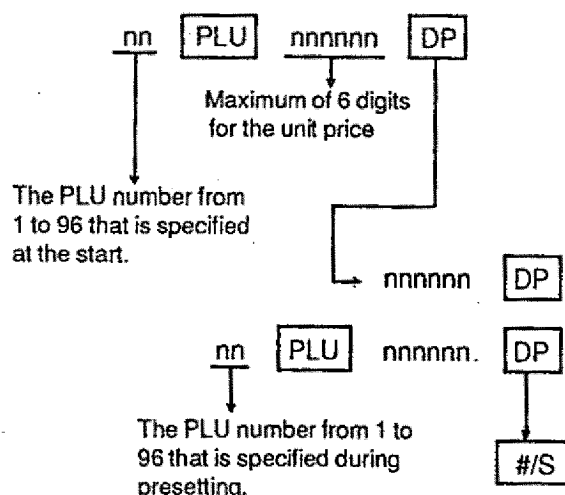 nn PLU nnnnnn DP
Maximum of 6 digits
for the unit price
The PLU number from
1 to 96 that is specified
at the start.
nnnnnn DP
nn PLU nnnnnn. DP
The PLU number from 1 to
96 that is specified during
presetting.
#/S